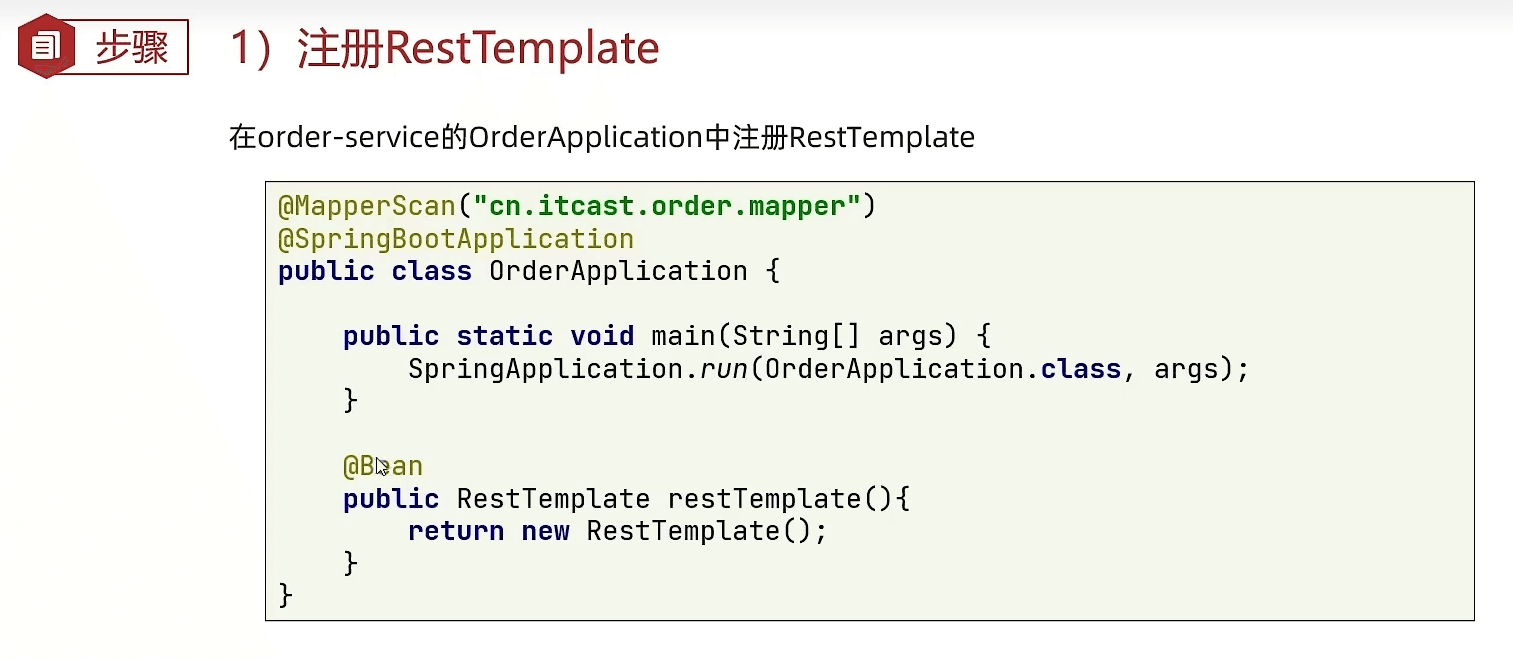 步骤
1）注册RestTemplate
在order-service的OrderApplication中注册RestTemplate
@MapperScan("cn.itcast.order.mapper")
@SpringBootApplication
public class OrderApplication {
    public static void main(String[] args) {
        SpringApplication.run(OrderApplication.class, args);
    }
    @Bean
    public RestTemplate restTemplate(){
        return new RestTemplate();
    }
}